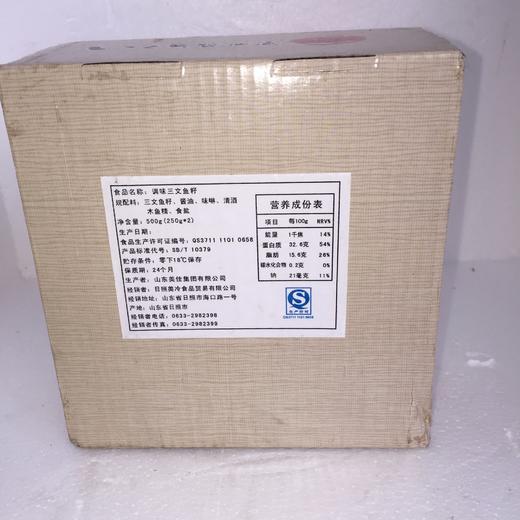 食品名称：调味三文鱼籽
规配料：三文鱼籽、酱油、味啉、清酒
木鱼精、食盐
500g(250g*2)
生产日期：
食品生产许可证编号：QS3711 1101 0658
产品标准代号：SB/T 10379
贮存条件：零下18℃保存
保质期：24个月
生产者：山东美佳集团有限公司
经销者：日照美冷食品贸易有限公司
经销地址：山东省日照市海口路一号
产地：山东省日照市
经销者电话：0633-2982398
经销者传真：0633-2982399
营养成份表
项目 每100g NRV%
能量 1千焦 14%
蛋白质 32.6克 54%
脂肪 15.6克 26%
碳水化合物 0.2克 0%
钠 21毫克 11%
QS
生产许可
QS3711 1101 0658